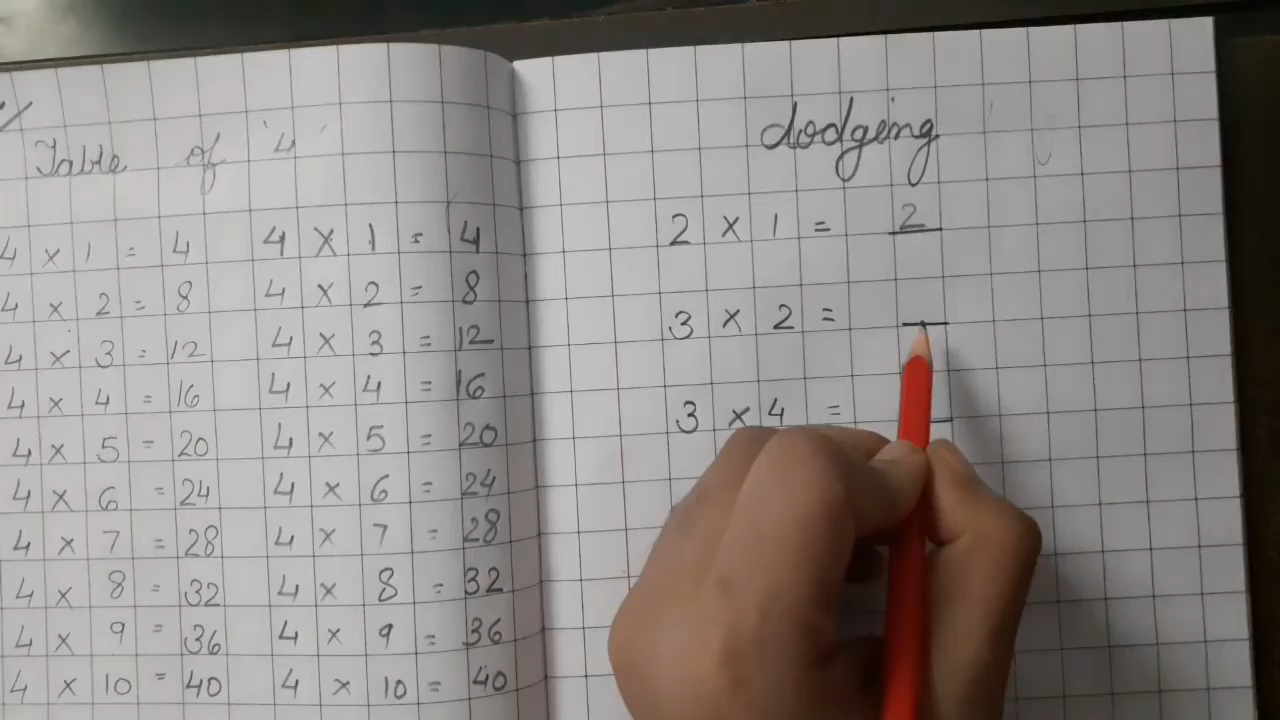 Table of '4'
4 x 1 = 4 4 x 1 = 4
4 x 2 = 8 4 x 2 = 8
4 x 3 = 12 4 x 3 = 12
4 x 4 = 16 4 x 4 = 16
4 x 5 = 20 4 x 5 = 20
4 x 6 = 24 4 x 6 = 24
4 x 7 = 28 4 x 7 = 28
4 x 8 = 32 4 x 8 = 32
4 x 9 = 36 4 x 9 = 36
4 x 10 = 40 4 x 10 = 40
dodgeing
2 x 1 = 2
3 x 2 = _
3 x 4 = _